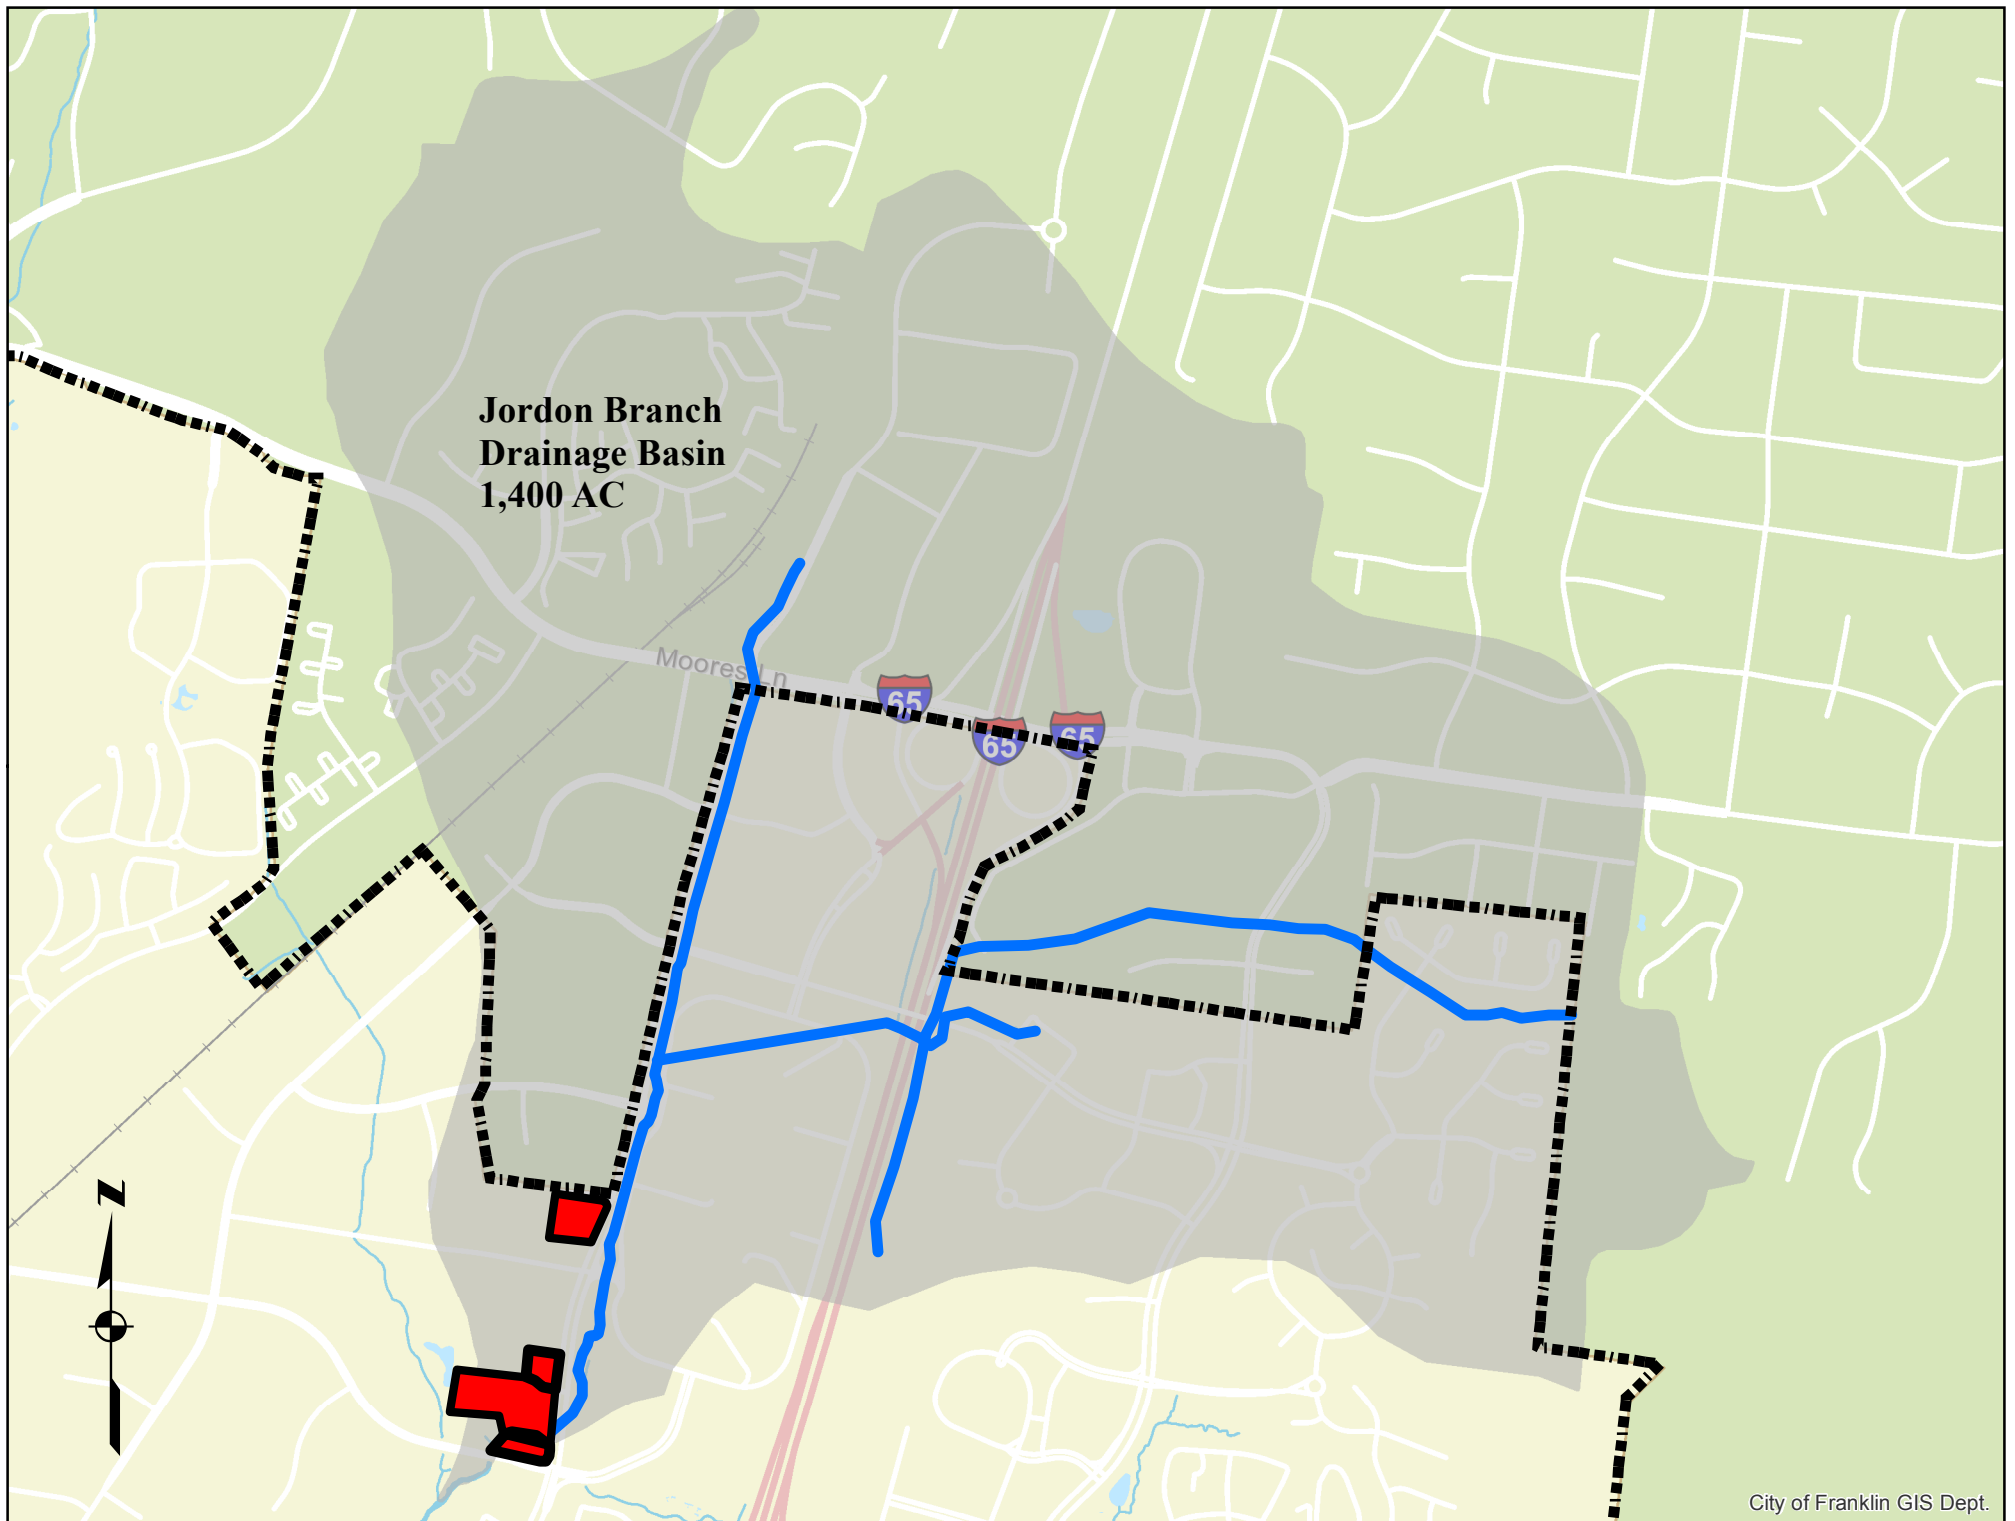 Jordon Branch
Drainage Basin
1,400 AC
Moores Ln
65
65
65
Z
City of Franklin GIS Dept.